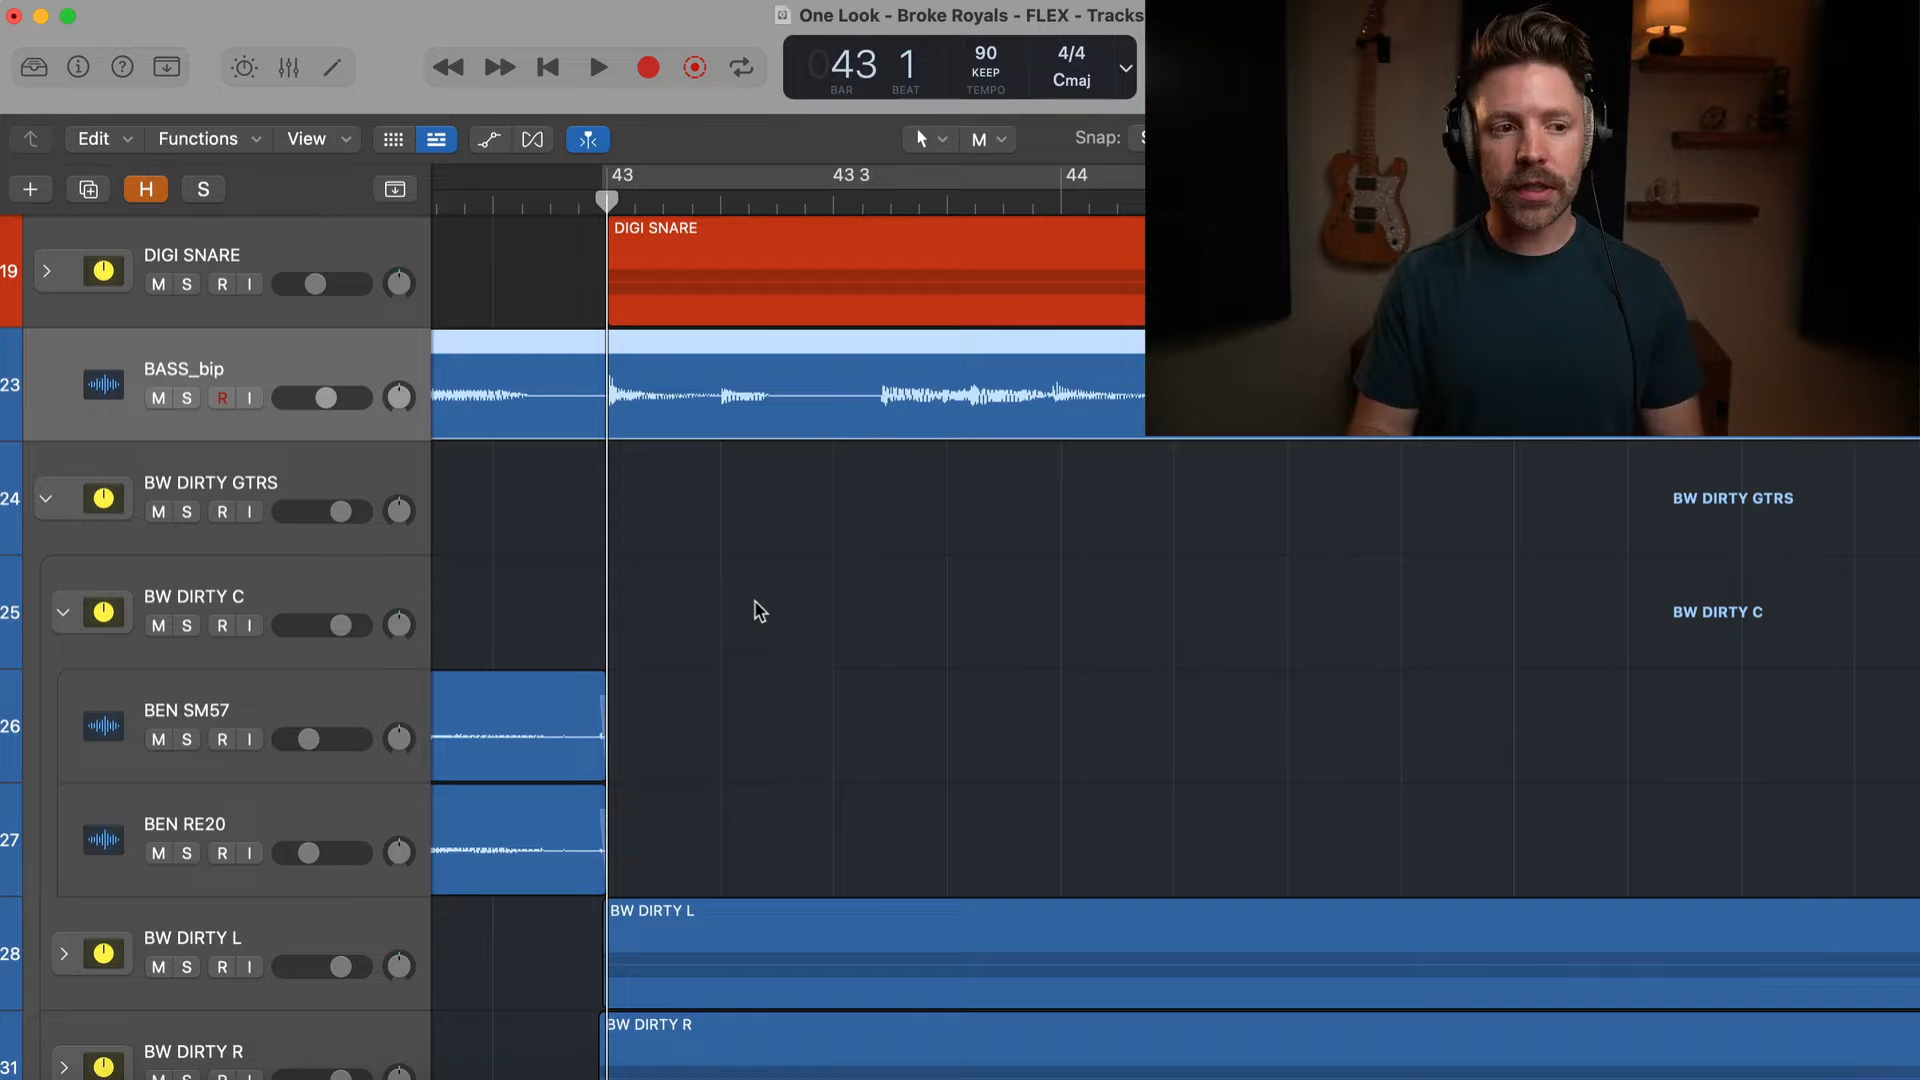 One Look - Broke Royals - FLEX - Tracks
043 1 90 4/4
KEEP Cmaj
BAR BEAT TEMPO
Edit Functions View M Snap: S
H S
43 43 3 44
19 DIGI SNARE
M S R I
DIGI SNARE
23 BASS_bip
M S R I
24 BW DIRTY GTRS
M S R I
BW DIRTY GTRS
25 BW DIRTY C
M S R I
BW DIRTY C
26 BEN SM57
M S R I
27 BEN RE20
M S R I
28 BW DIRTY L
M S R I
BW DIRTY L
31 BW DIRTY R
M S R I
BW DIRTY R